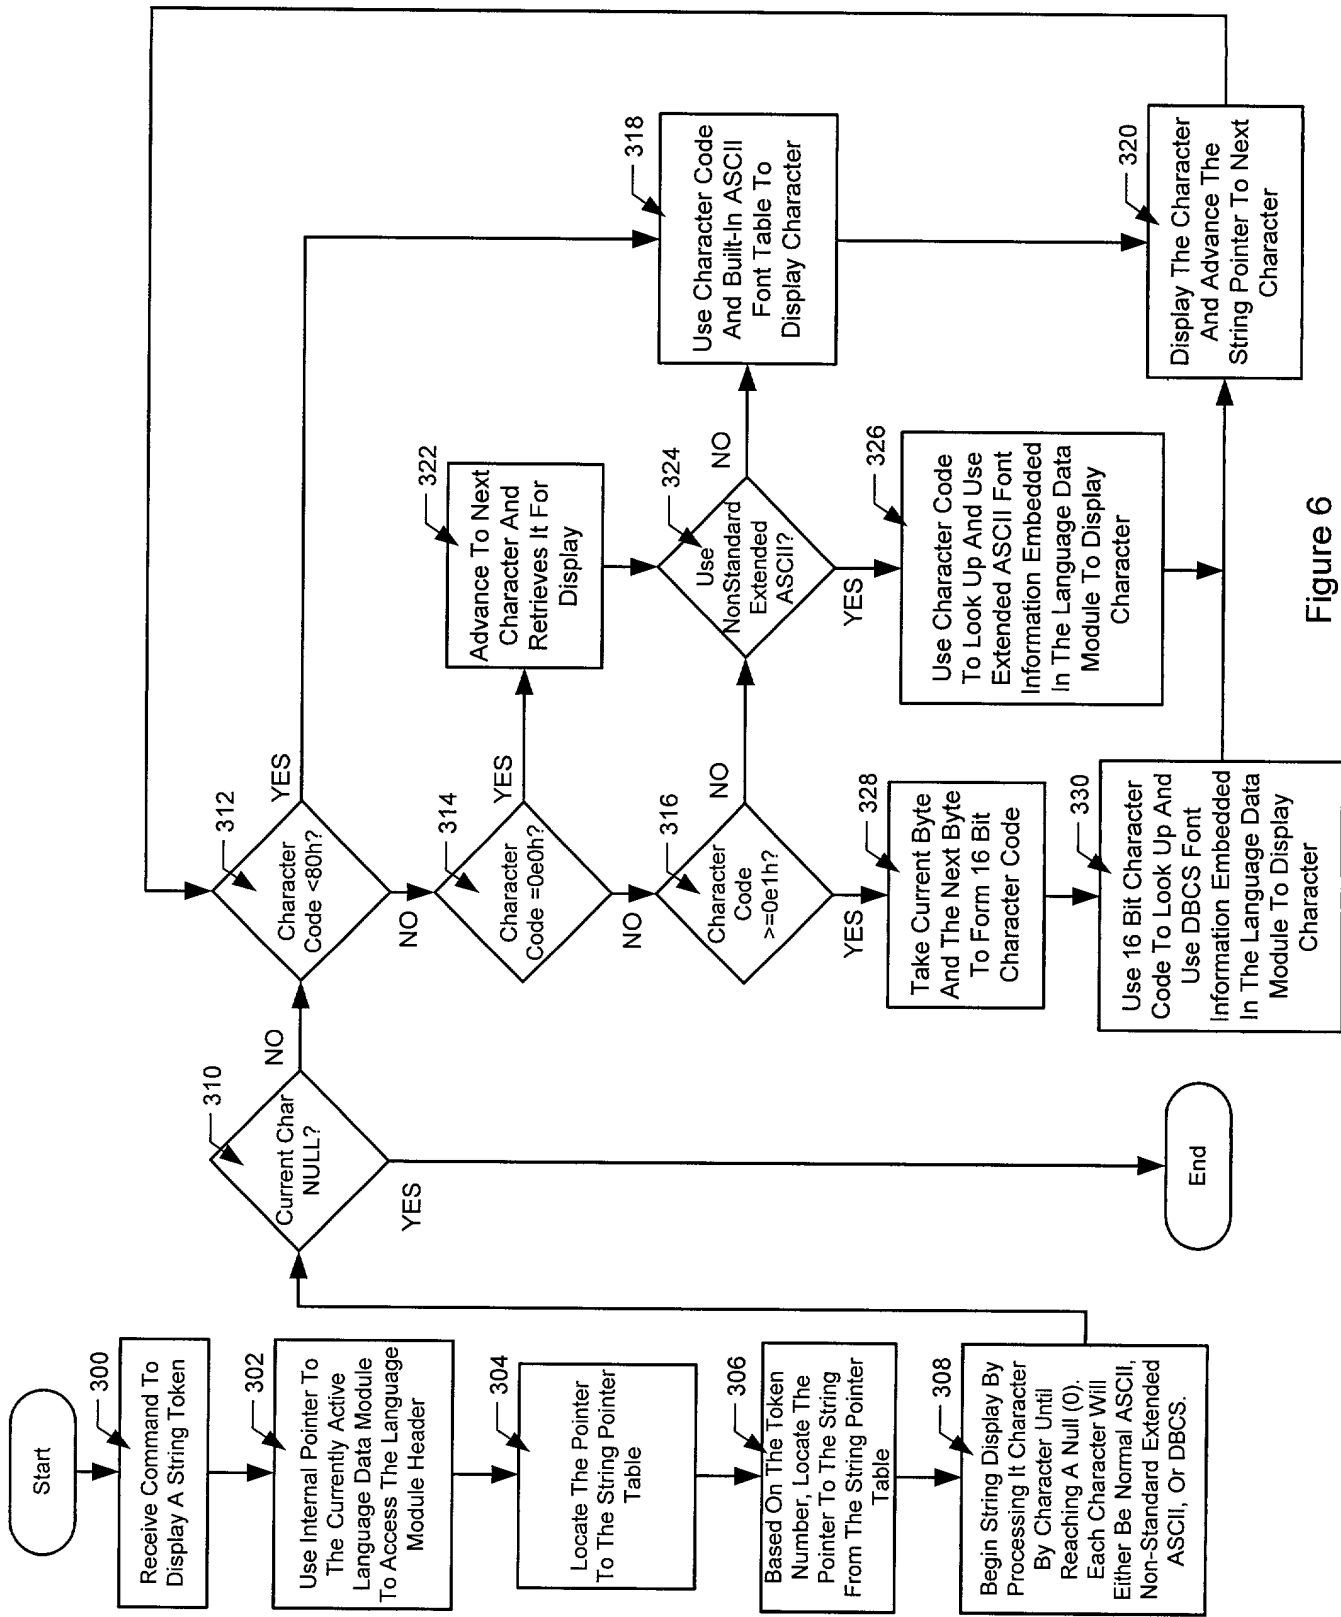 Start
300
Receive Command To
Display A String Token
302
Use Internal Pointer To
The Currently Active
Language Data Module
To Access The Language
Module Header
304
Locate The Pointer
To The String Pointer
Table
306
Based On The Token
Number, Locate The
Pointer To The String
From The String Pointer
Table
308
Begin String Display By
Processing It Character
By Character Until
Reaching A Null (0).
Each Character Will
Either Be Normal ASCII,
Non-Standard Extended
ASCII, Or DBCS.
310
Current Char
NULL?
NO
YES
End
312
Character
Code <80h?
YES
NO
314
Character
Code =0e0h?
YES
NO
316
Character
Code
>=0e1h?
NO
YES
328
Take Current Byte
And The Next Byte
To Form 16 Bit
Character Code
330
Use 16 Bit Character
Code To Look Up And
Use DBCS Font
Information Embedded
In The Language Data
Module To Display
Character
322
Advance To Next
Character And
Retrieves It For
Display
324
Use
NonStandard
Extended
ASCII?
NO
YES
326
Use Character Code
To Look Up And Use
Extended ASCII Font
Information Embedded
In The Language Data
Module To Display
Character
318
Use Character Code
And Built-In ASCII
Font Table To
Display Character
320
Display The Character
And Advance The
String Pointer To Next
Character
Figure 6